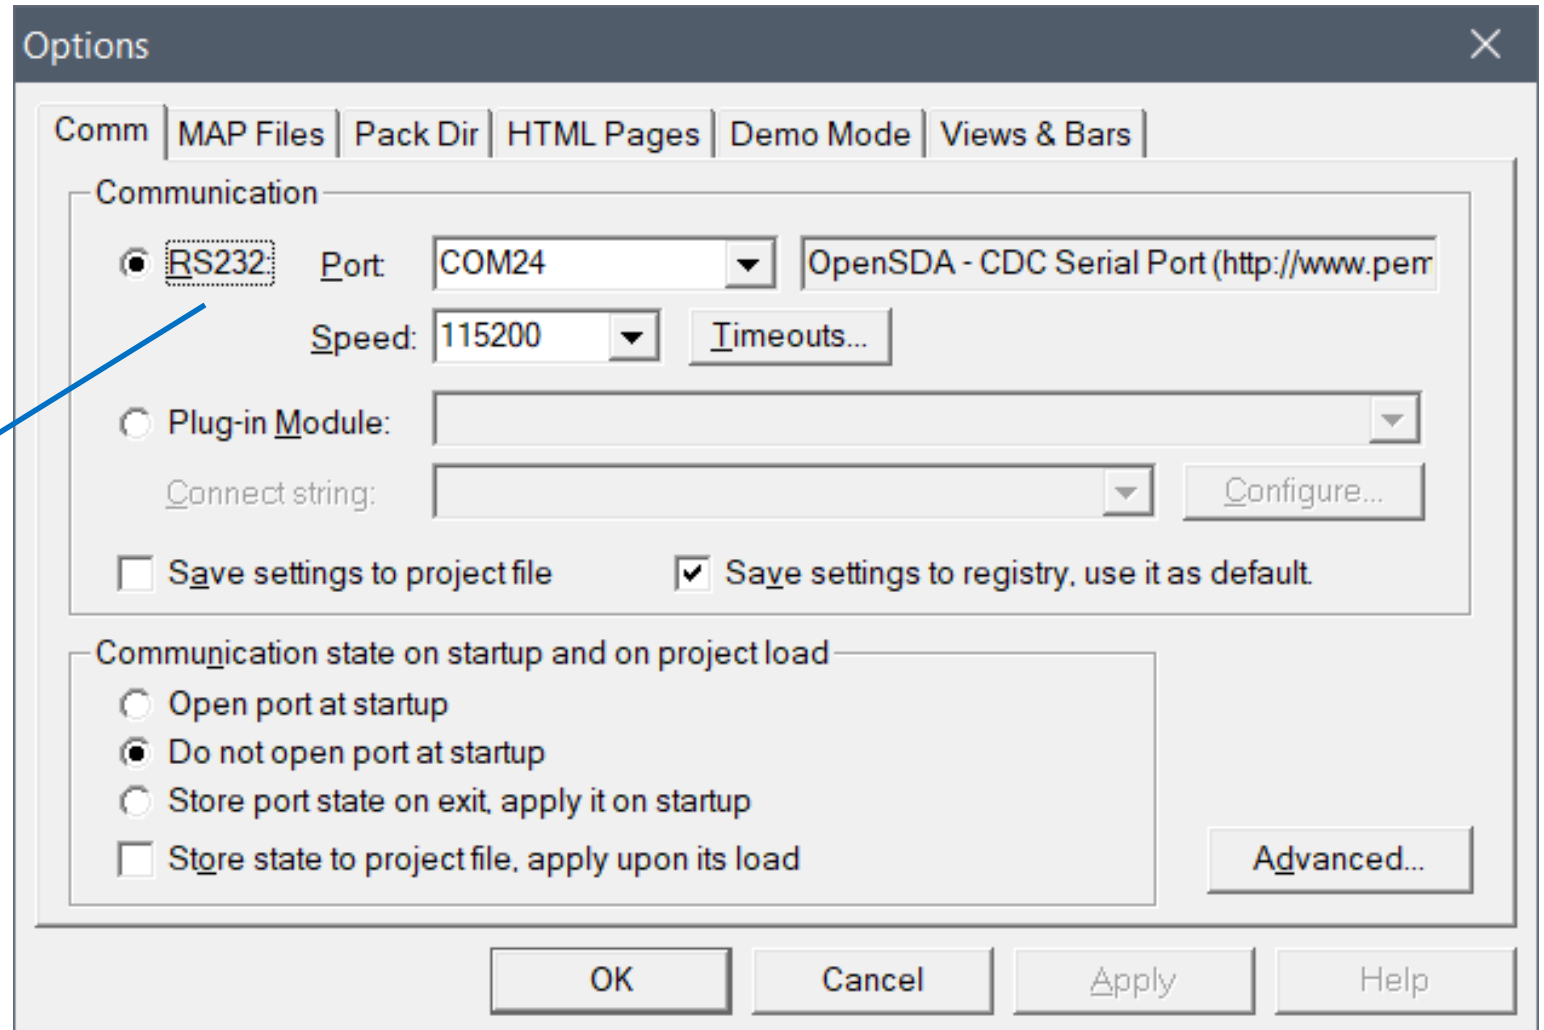 Options
Comm MAP Files Pack Dir HTML Pages Demo Mode Views & Bars
Communication
RS232: Port: COM24 OpenSDA - CDC Serial Port (http://www.pem
Speed: 115200 Timeouts...
Plug-in Module:
Connect string: Configure...
Save settings to project file Save settings to registry, use it as default.
Communication state on startup and on project load
Open port at startup
Do not open port at startup
Store port state on exit, apply it on startup
Store state to project file, apply upon its load Advanced...
OK Cancel Apply Help